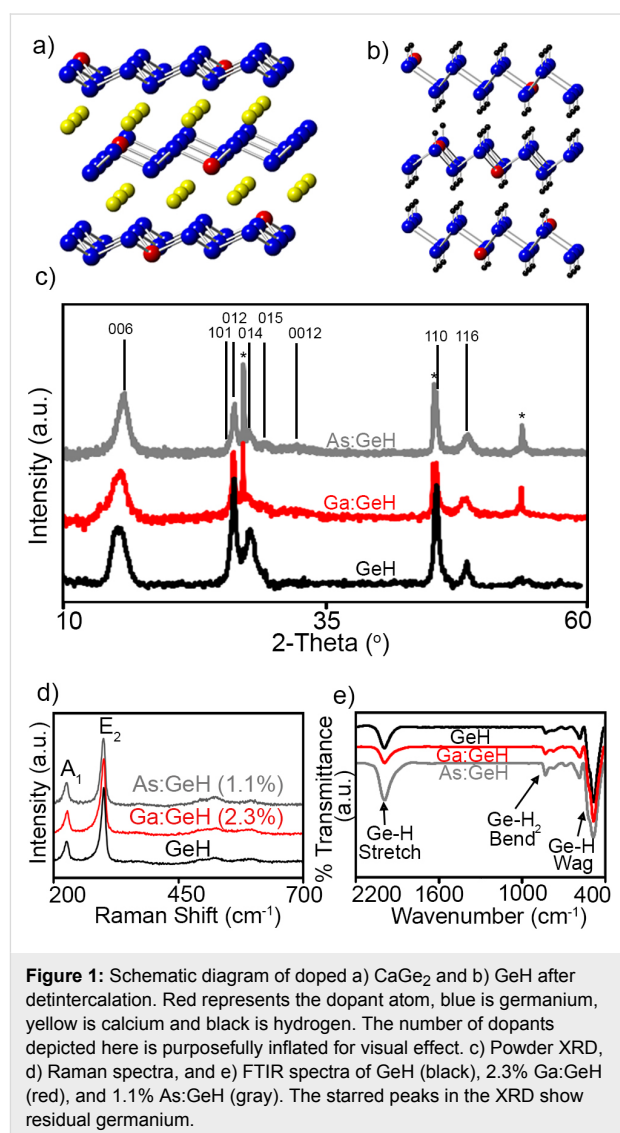 a)
b)
c)
006
012 015
101 014 0012
110 116
*
*
*
As:GeH
Ga:GeH
GeH
Intensity (a.u.)
10
35
60
2-Theta (°)
d)
e)
A₁
E₂
As:GeH (1.1%)
Ga:GeH (2.3%)
GeH
Intensity (a.u.)
200
450
700
Raman Shift (cm⁻¹)
GeH
Ga:GeH
As:GeH
Ge-H
Stretch
Ge-H₂
Bend
Ge-H
Wag
% Transmittance
(a.u.)
2200
1600
1000
400
Wavenumber (cm⁻¹)
Figure 1: Schematic diagram of doped a) CaGe₂ and b) GeH after
detintercalation. Red represents the dopant atom, blue is germanium,
yellow is calcium and black is hydrogen. The number of dopants
depicted here is purposefully inflated for visual effect. c) Powder XRD,
d) Raman spectra, and e) FTIR spectra of GeH (black), 2.3% Ga:GeH
(red), and 1.1% As:GeH (gray). The starred peaks in the XRD show
residual germanium.